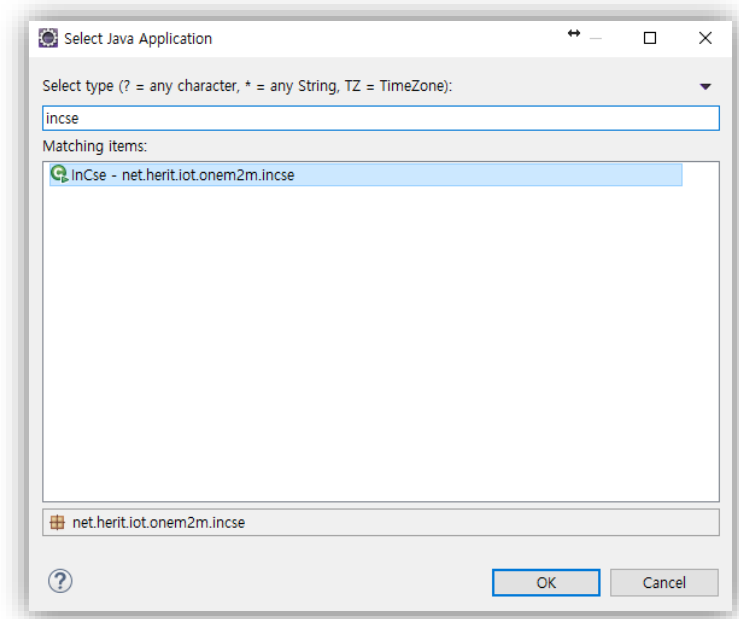 Select Java Application
Select type (? = any character, * = any String, TZ = TimeZone):
incse
Matching items:
InCse - net.herit.iot.onem2m.incse
net.herit.iot.onem2m.incse
OK
Cancel